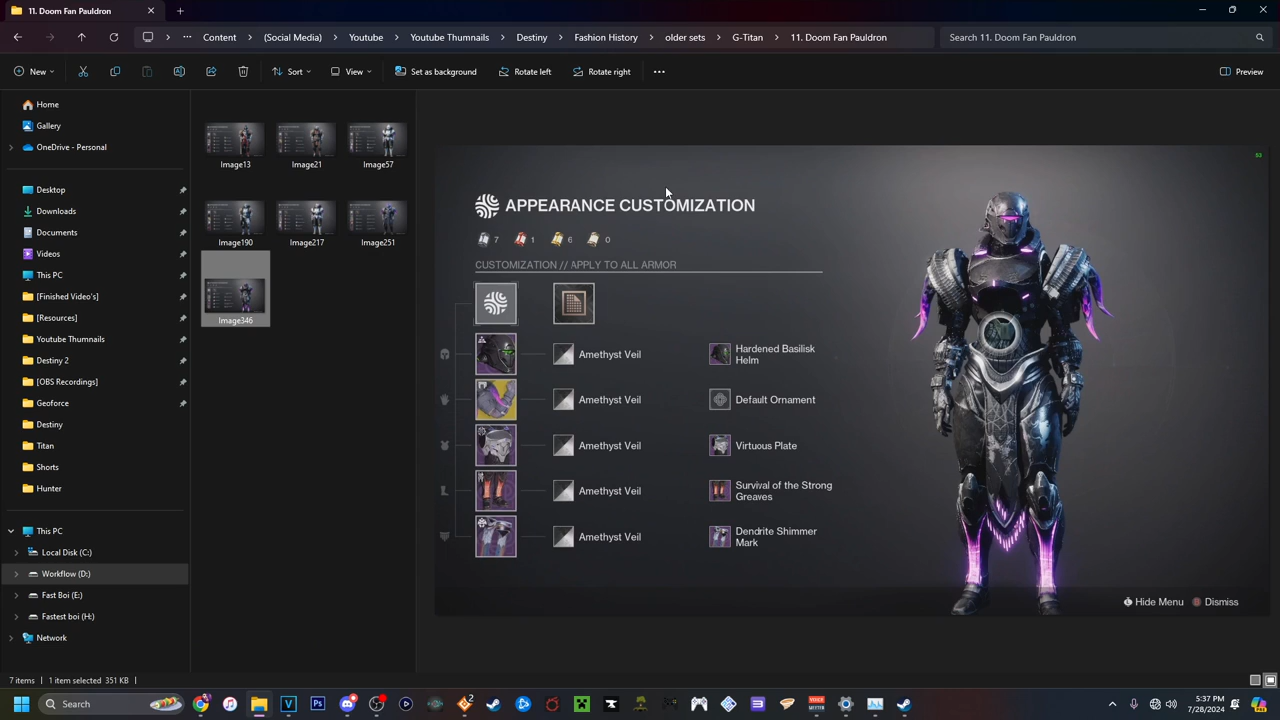 11. Doom Fan Pauldron
Content > (Social Media) > Youtube > Youtube Thumnails > Destiny > Fashion History > older sets > G-Titan > 11. Doom Fan Pauldron
Search 11. Doom Fan Pauldron
New
Sort
View
Set as background
Rotate left
Rotate right
Preview
Home
Gallery
OneDrive - Personal
Desktop
Downloads
Documents
Videos
This PC
[Finished Video's]
[Resources]
Youtube Thumnails
Destiny 2
[OBS Recordings]
Geoforce
Destiny
Titan
Shorts
Hunter
This PC
Local Disk (C:)
Workflow (D:)
Fast Boi (E:)
Fastest boi (H:)
Network
Image13
Image21
Image57
Image190
Image217
Image251
Image346
53
APPEARANCE CUSTOMIZATION
7 1 6 0
CUSTOMIZATION // APPLY TO ALL ARMOR
Amethyst Veil
Hardened Basilisk
Helm
Amethyst Veil
Default Ornament
Amethyst Veil
Virtuous Plate
Amethyst Veil
Survival of the Strong
Greaves
Amethyst Veil
Dendrite Shimmer
Mark
Hide Menu
Dismiss
7 items
1 item selected 351 KB
Search
2
5:37 PM
7/28/2024